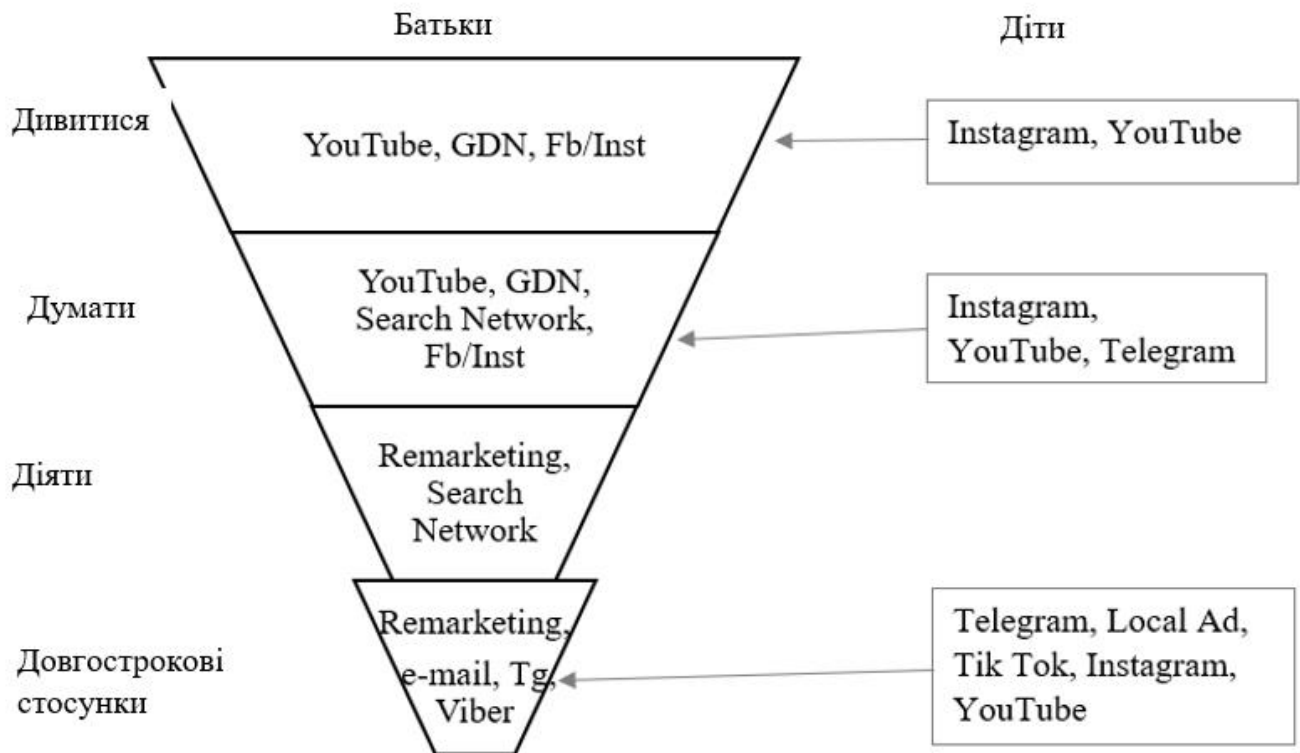 Батьки
Діти
Дивитися
YouTube, GDN, Fb/Inst
Instagram, YouTube
Думати
YouTube, GDN,
Search Network,
Fb/Inst
Instagram,
YouTube, Telegram
Діяти
Remarketing,
Search
Network
Довгострокові
стосунки
Remarketing,
e-mail, Tg,
Viber
Telegram, Local Ad,
Tik Tok, Instagram,
YouTube